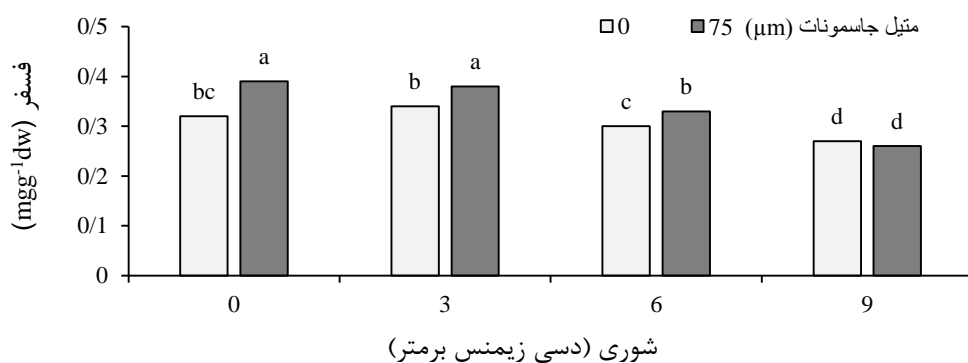 متیل جاسمونات (µm) 75 0
0/5
0/4
0/3
0/2
0/1
0
فسفر (mgg-1dw)
bc a b a c b d d
0 3 6 9
شوری (دسی زیمنس برمتر)